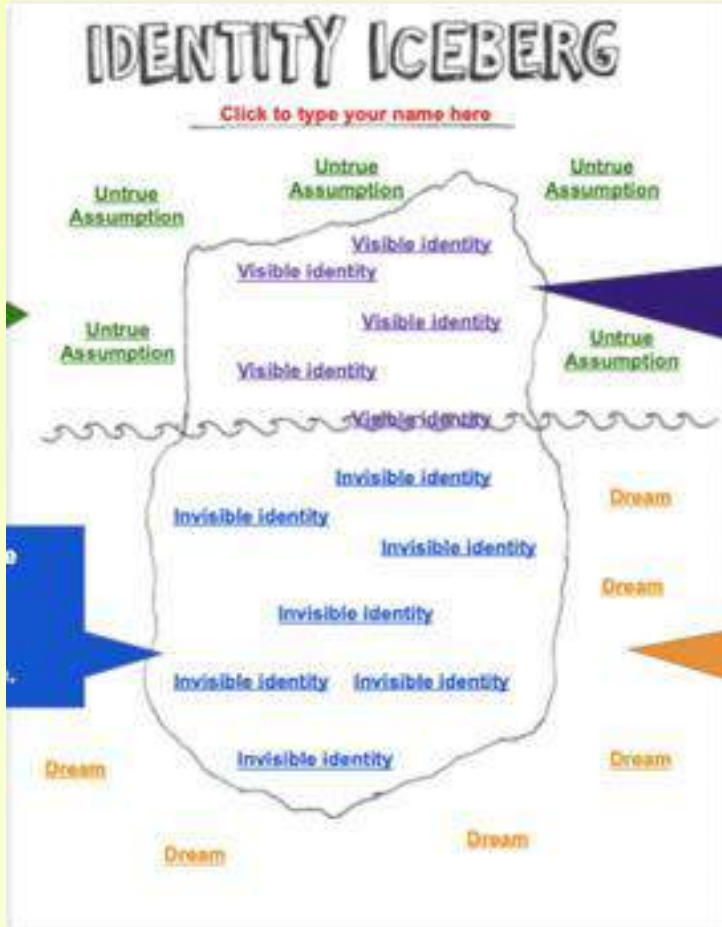 IDENTITY ICEBERG
Click to type your name here
Untrue
Assumption
Untrue
Assumption
Untrue
Assumption
Visible identity
Visible identity
Visible identity
Untrue
Assumption
Untrue
Assumption
Visible identity
Visible identity
Invisible identity
Dream
Invisible identity
Invisible identity
Dream
Invisible identity
Invisible identity
Invisible identity
Invisible identity
Dream
Dream
Dream
Dream